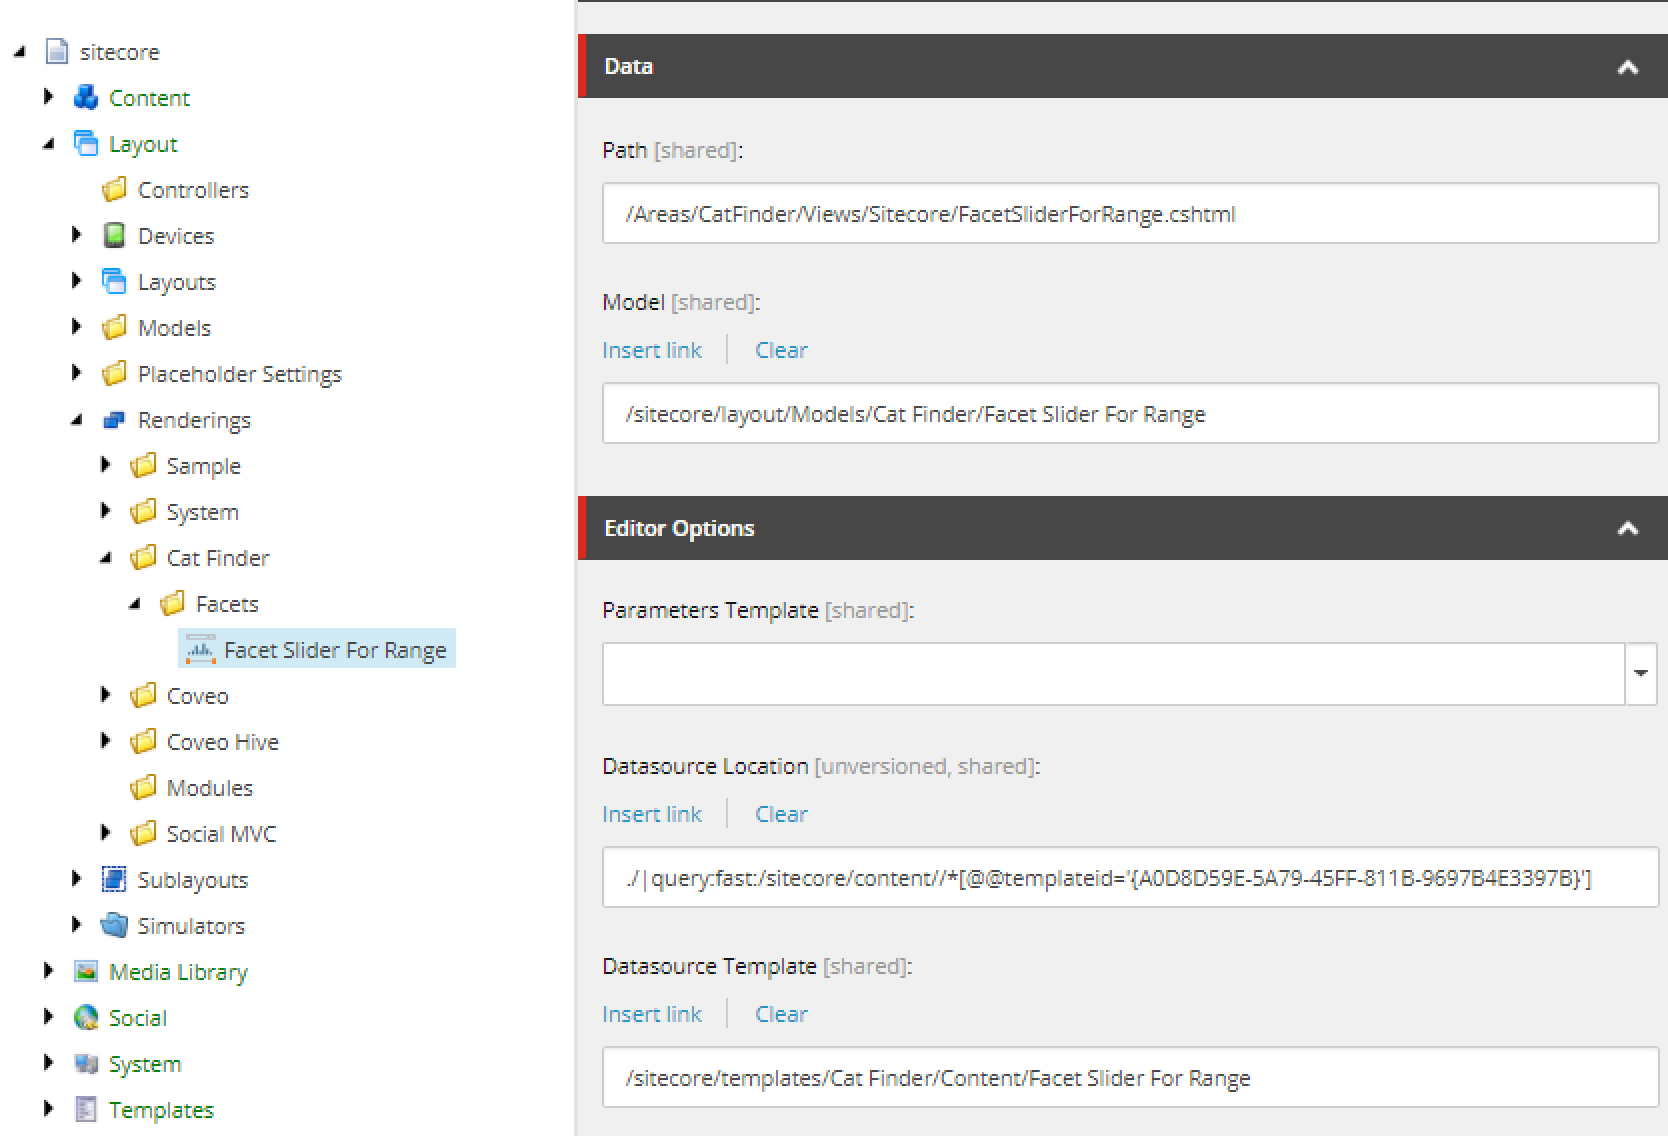 sitecore
Content
Layout
Controllers
Devices
Layouts
Models
Placeholder Settings
Renderings
Sample
System
Cat Finder
Facets
Facet Slider For Range
Coveo
Coveo Hive
Modules
Social MVC
Sublayouts
Simulators
Media Library
Social
System
Templates
Data
Path [shared]:
/Areas/CatFinder/Views/Sitecore/FacetSliderForRange.cshtml
Model [shared]:
Insert link Clear
/sitecore/layout/Models/Cat Finder/Facet Slider For Range
Editor Options
Parameters Template [shared]:
Datasource Location [unversioned, shared]:
Insert link Clear
./|query:fast:/sitecore/content//*[@@templateid='{A0D8D59E-5A79-45FF-811B-9697B4E3397B}']
Datasource Template [shared]:
Insert link Clear
/sitecore/templates/Cat Finder/Content/Facet Slider For Range